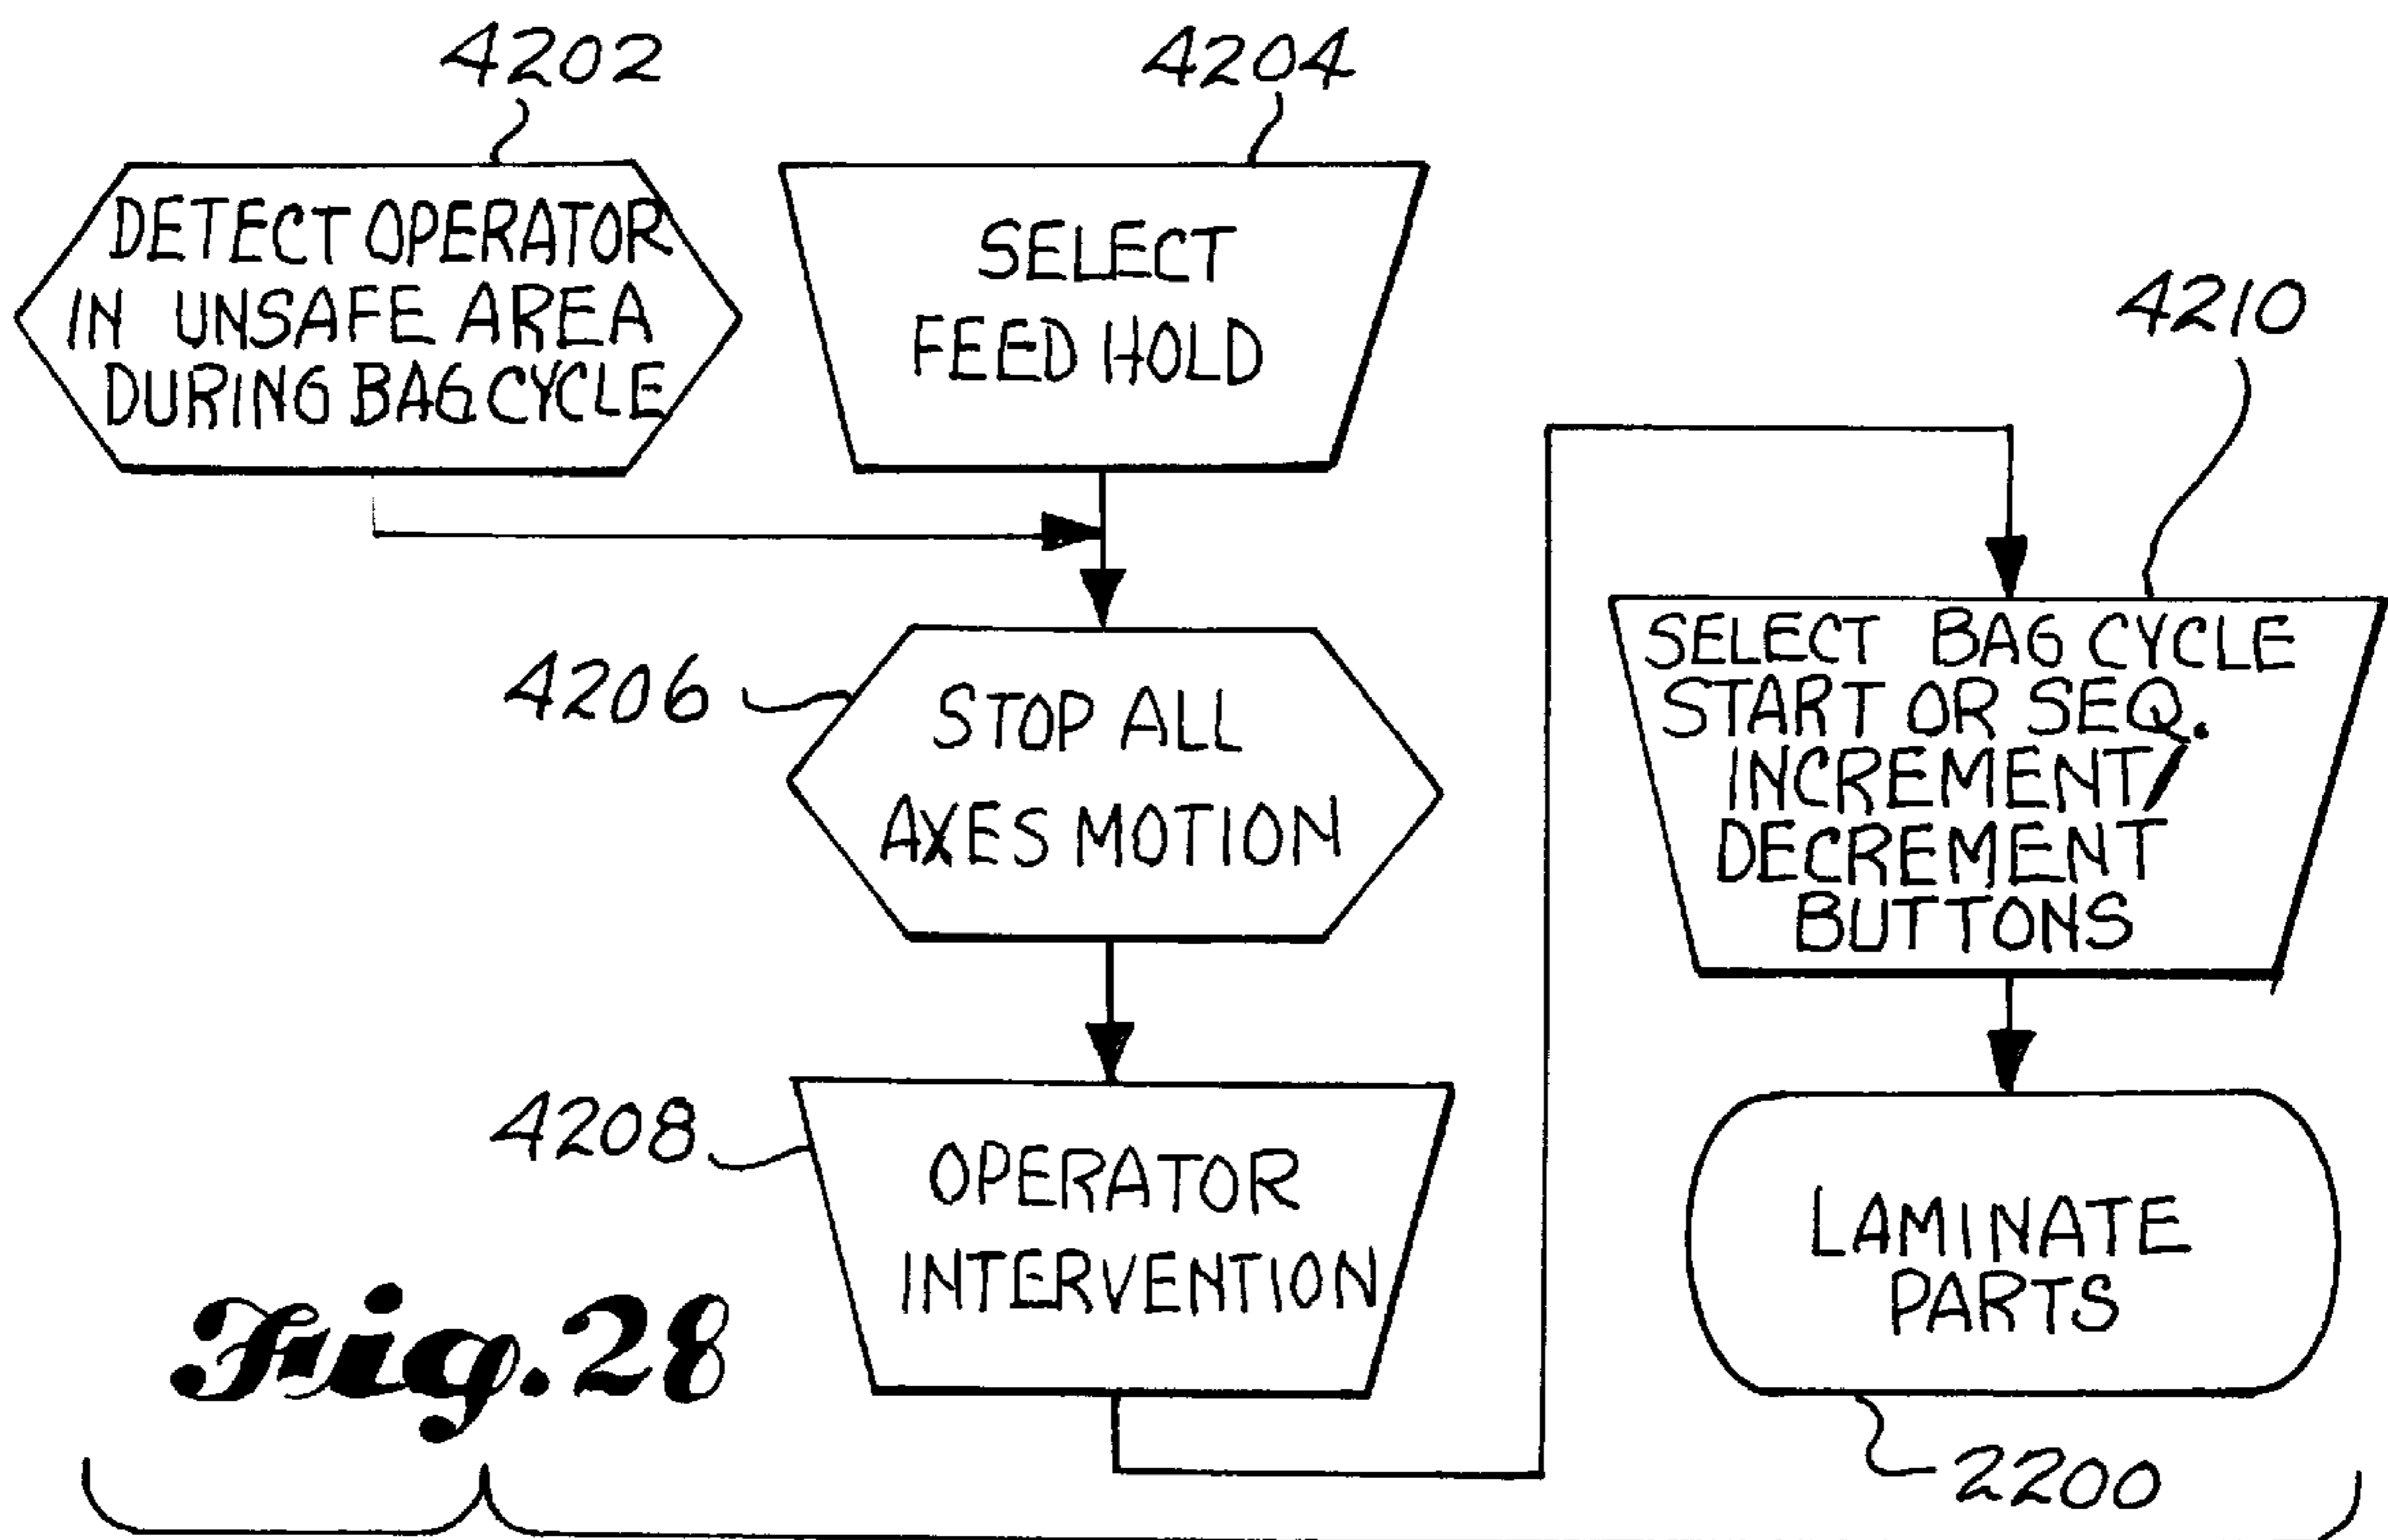 4202
DETECT OPERATOR
IN UNSAFE AREA
DURING BAG CYCLE
4204
SELECT
FEED HOLD
4206
STOP ALL
AXES MOTION
4208
OPERATOR
INTERVENTION
4210
SELECT BAG CYCLE
START OR SEQ.
INCREMENT/
DECREMENT
BUTTONS
LAMINATE
PARTS
2200
Fig. 28